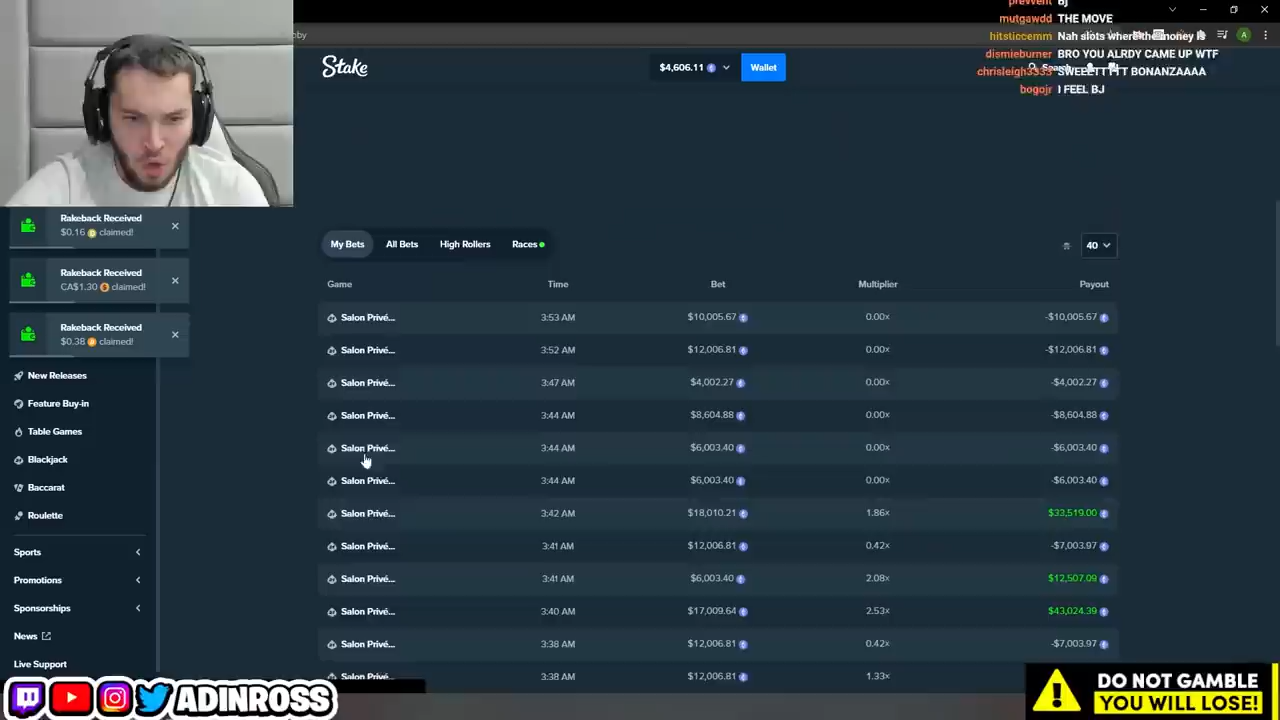 prevvent: BJ
mutgawdd THE MOVE
hitsticcemm Nah slots where the money is
dismieburner BRO YOU ALRDY CAME UP WTF
chrisleigh3333 SWEETTTTT BONANZAAAA
bogojr I FEEL BJ
Stake
$4,606.11
Wallet
Rakeback Received
$0.16 claimed!
Rakeback Received
CA$1.30 claimed!
Rakeback Received
$0.38 claimed!
New Releases
Feature Buy-in
Table Games
Blackjack
Baccarat
Roulette
Sports
Promotions
Sponsorships
News
Live Support
My Bets All Bets High Rollers Races
40
Game Time Bet Multiplier Payout
Salon Privé... 3:53 AM $10,005.67 0.00× -$10,005.67
Salon Privé... 3:52 AM $12,006.81 0.00× -$12,006.81
Salon Privé... 3:47 AM $4,002.27 0.00× -$4,002.27
Salon Privé... 3:44 AM $8,604.88 0.00× -$8,604.88
Salon Privé... 3:44 AM $6,003.40 0.00× -$6,003.40
Salon Privé... 3:44 AM $6,003.40 0.00× -$6,003.40
Salon Privé... 3:42 AM $18,010.21 1.86× $33,519.00
Salon Privé... 3:41 AM $12,006.81 0.42× -$7,003.97
Salon Privé... 3:41 AM $6,003.40 2.08× $12,507.09
Salon Privé... 3:40 AM $17,009.64 2.53× $43,024.39
Salon Privé... 3:38 AM $12,006.81 0.42× -$7,003.97
Salon Privé... 3:38 AM $12,006.81 1.33×
ADINROSS
DO NOT GAMBLE
YOU WILL LOSE!